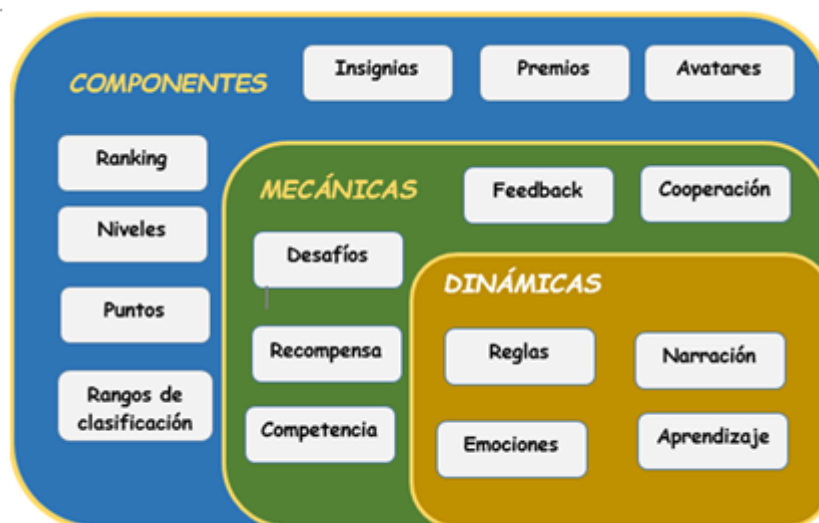 COMPONENTES
Insignias
Premios
Avatares
Ranking
Niveles
Puntos
Rangos de
clasificación
MECÁNICAS
Feedback
Cooperación
Desafíos
Recompensa
Competencia
DINÁMICAS
Reglas
Narración
Emociones
Aprendizaje